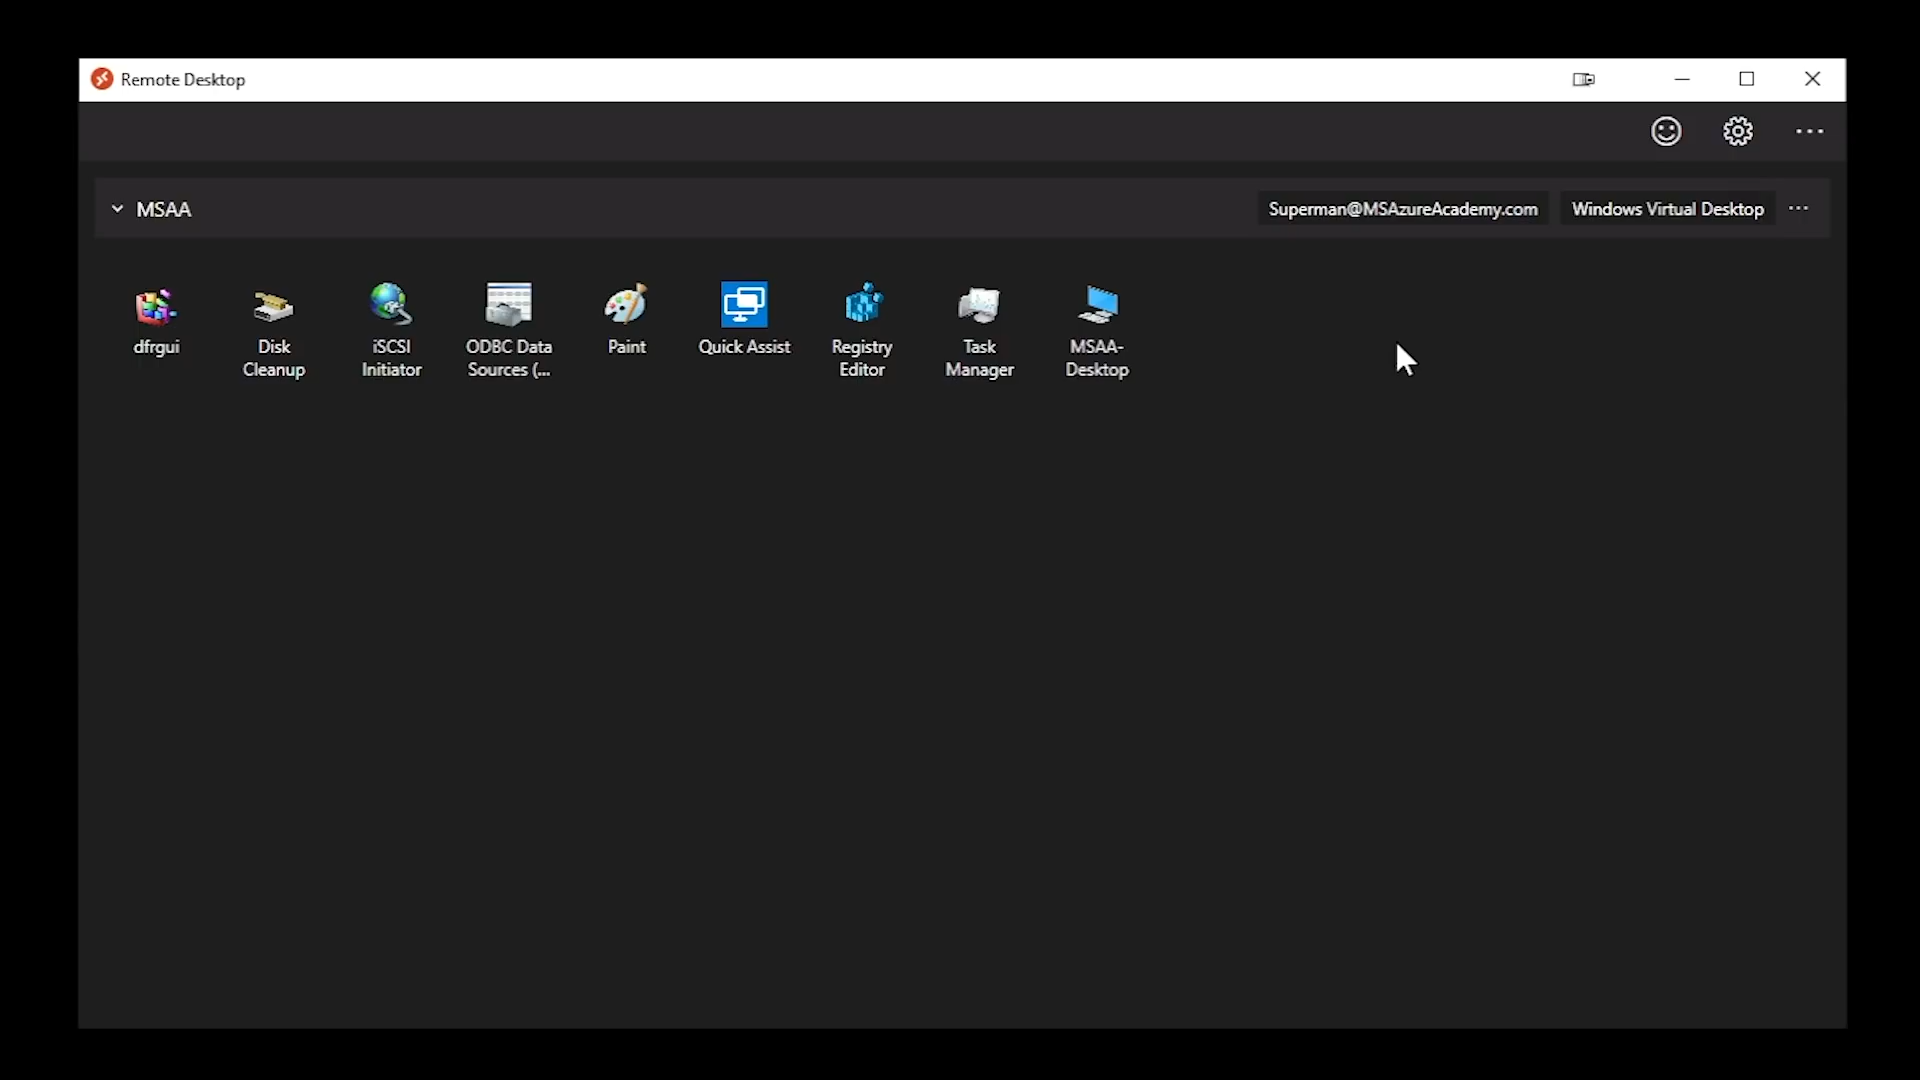 Remote Desktop
MSAA
Superman@MSAzureAcademy.com
Windows Virtual Desktop
dfrgui
Disk
Cleanup
iSCSI
Initiator
ODBC Data
Sources (...
Paint
Quick Assist
Registry
Editor
Task
Manager
MSAA-
Desktop